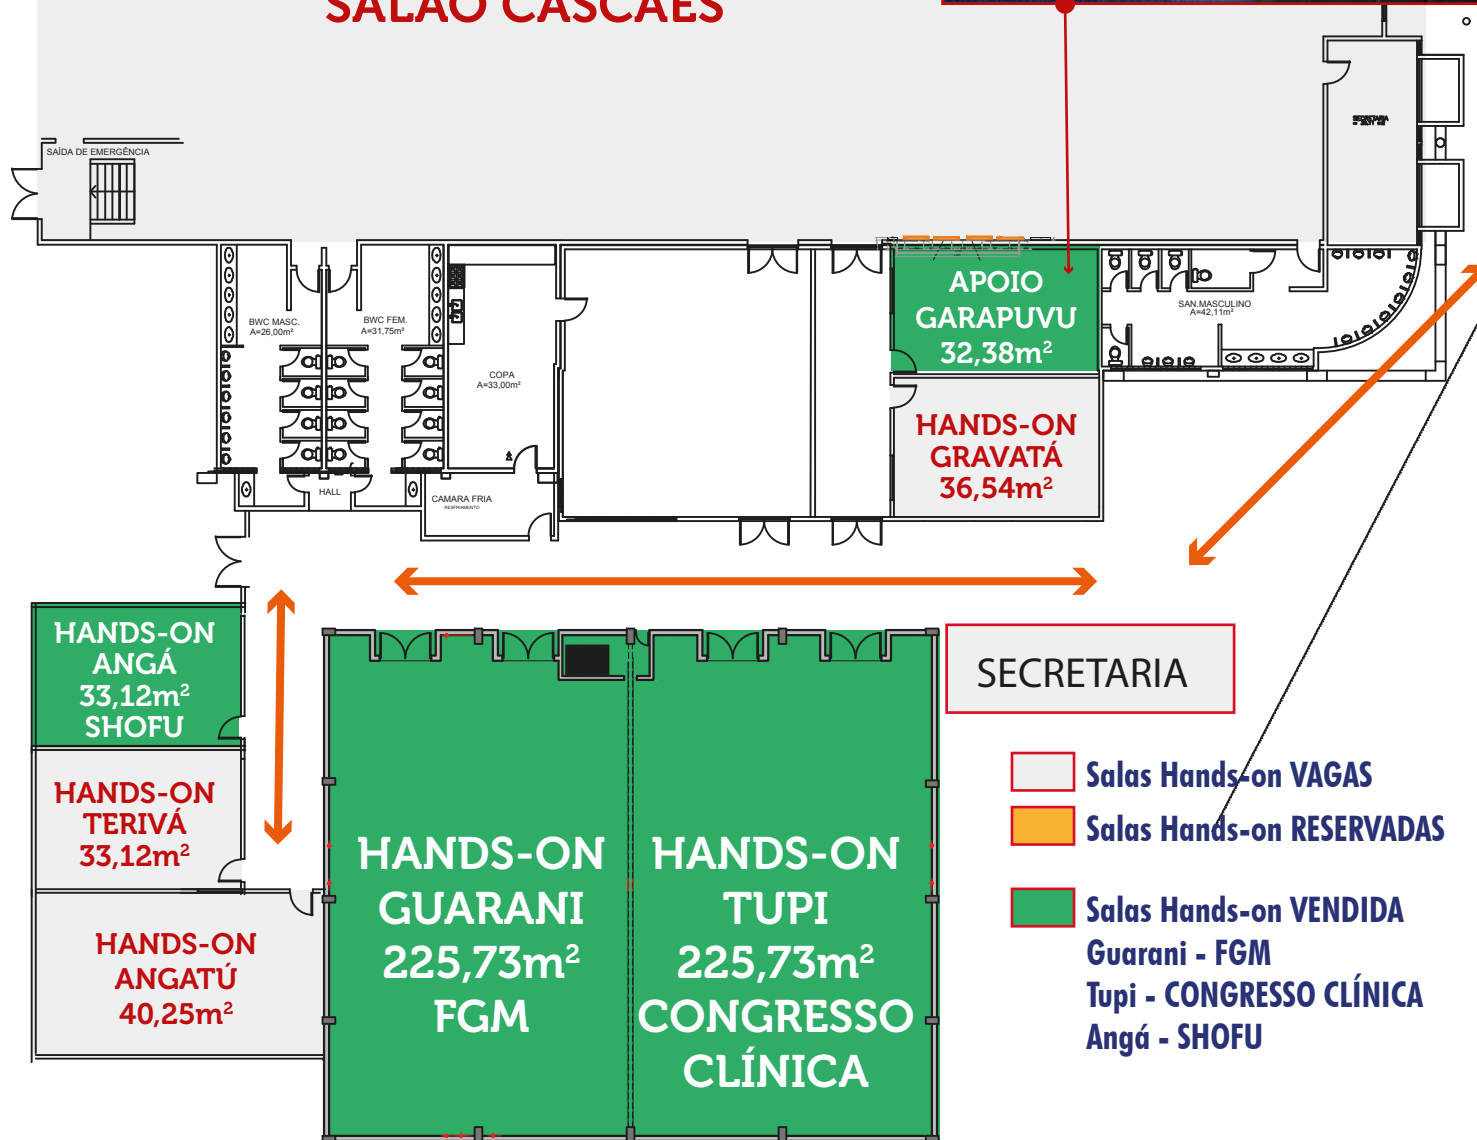 SALÃO CASCAES
SAÍDA DE EMERGÊNCIA
SECRETARIA
BWC MASC.
A=26,00m²
BWC FEM.
A=31,75m²
COPA
A=33,00m²
APOIO
GARAPUVU
32,38m²
SAN.MASCULINO
A=42,11m²
HANDS-ON
GRAVATÁ
36,54m²
HALL
CAMARA FRIA
RESFRIAMENTO
HANDS-ON
ANGÁ
33,12m²
SHOFU
HANDS-ON
TERIVÁ
33,12m²
HANDS-ON
ANGATÚ
40,25m²
HANDS-ON
GUARANI
225,73m²
FGM
HANDS-ON
TUPI
225,73m²
CONGRESSO
CLÍNICA
SECRETARIA
Salas Hands-on VAGAS
Salas Hands-on RESERVADAS
Salas Hands-on VENDIDA
Guarani - FGM
Tupi - CONGRESSO CLÍNICA
Angá - SHOFU